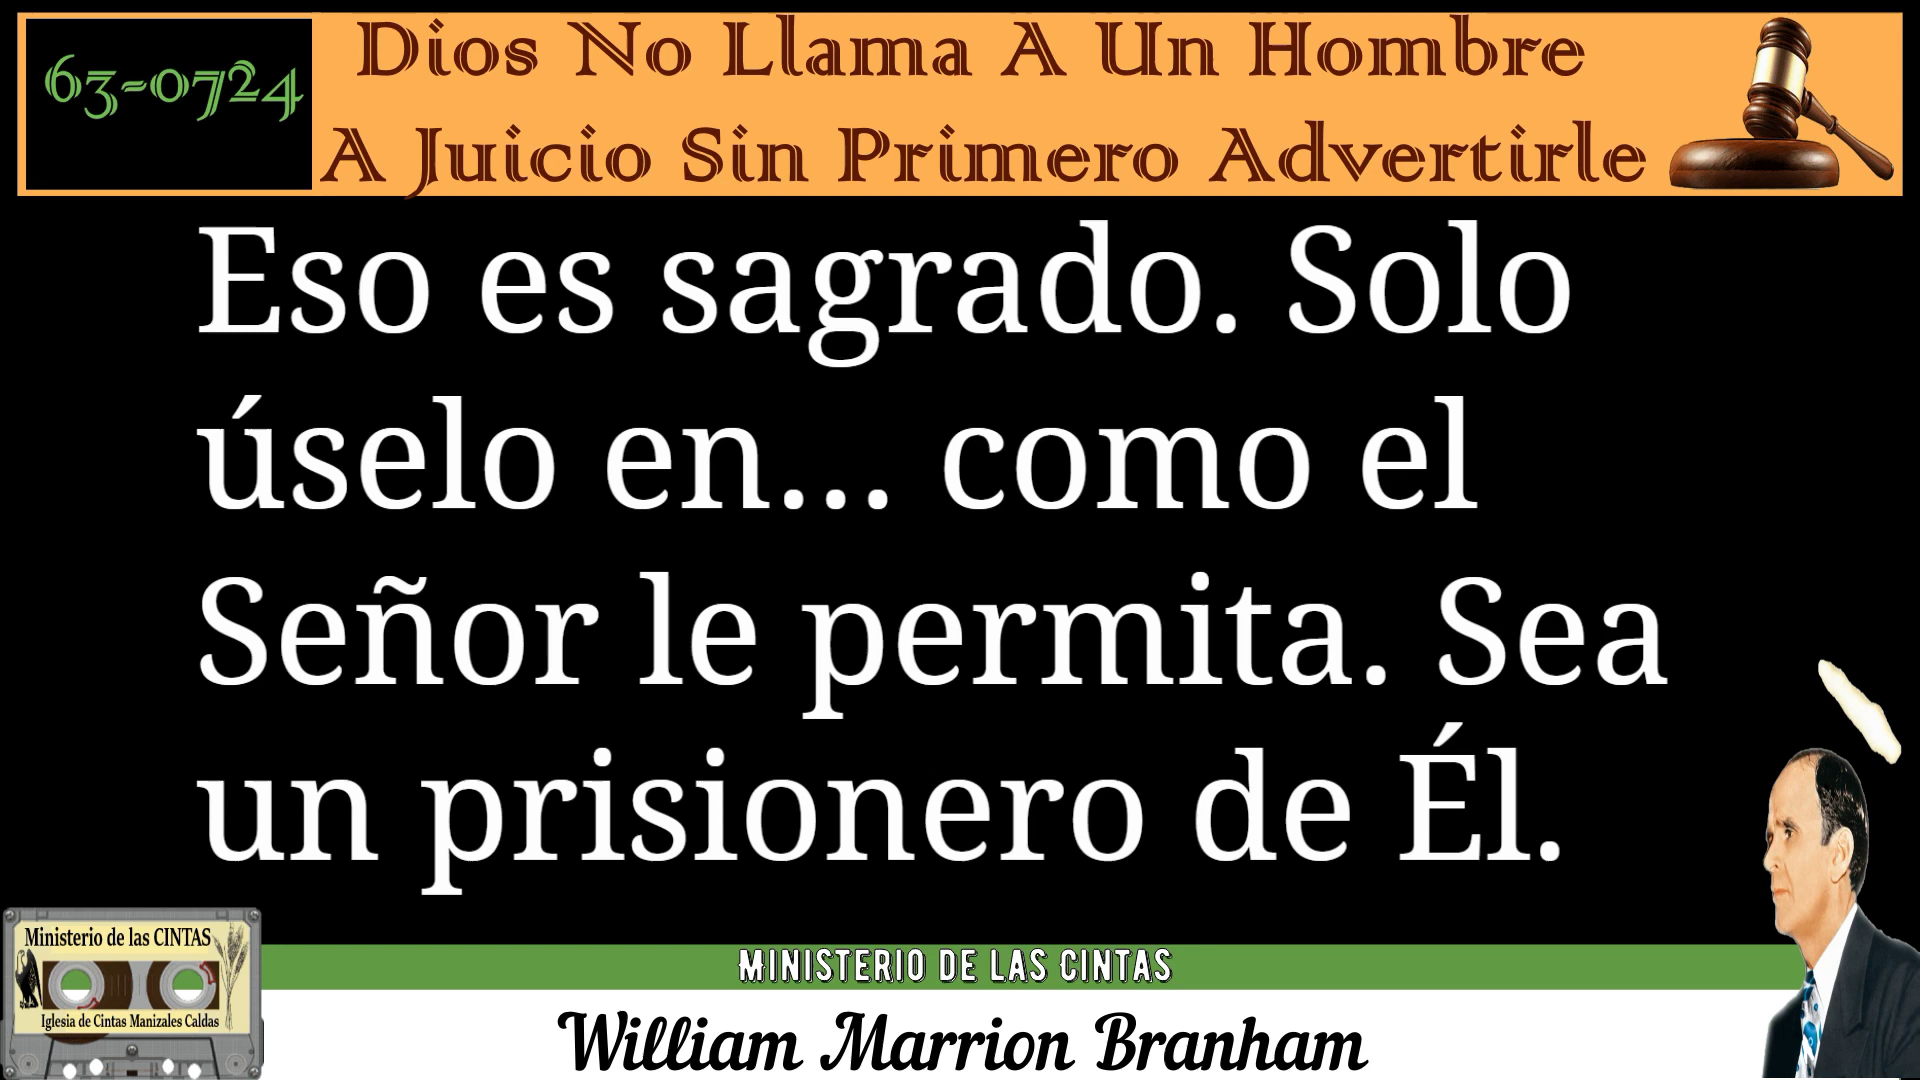 63-0724
Dios No Llama A Un Hombre
A Juicio Sin Primero Advertirle
Eso es sagrado. Solo
úselo en... como el
Señor le permita. Sea
un prisionero de Él.
Ministerio de las CINTAS
Iglesia de Cintas Manizales Caldas
MINISTERIO DE LAS CINTAS
William Marrion Branham